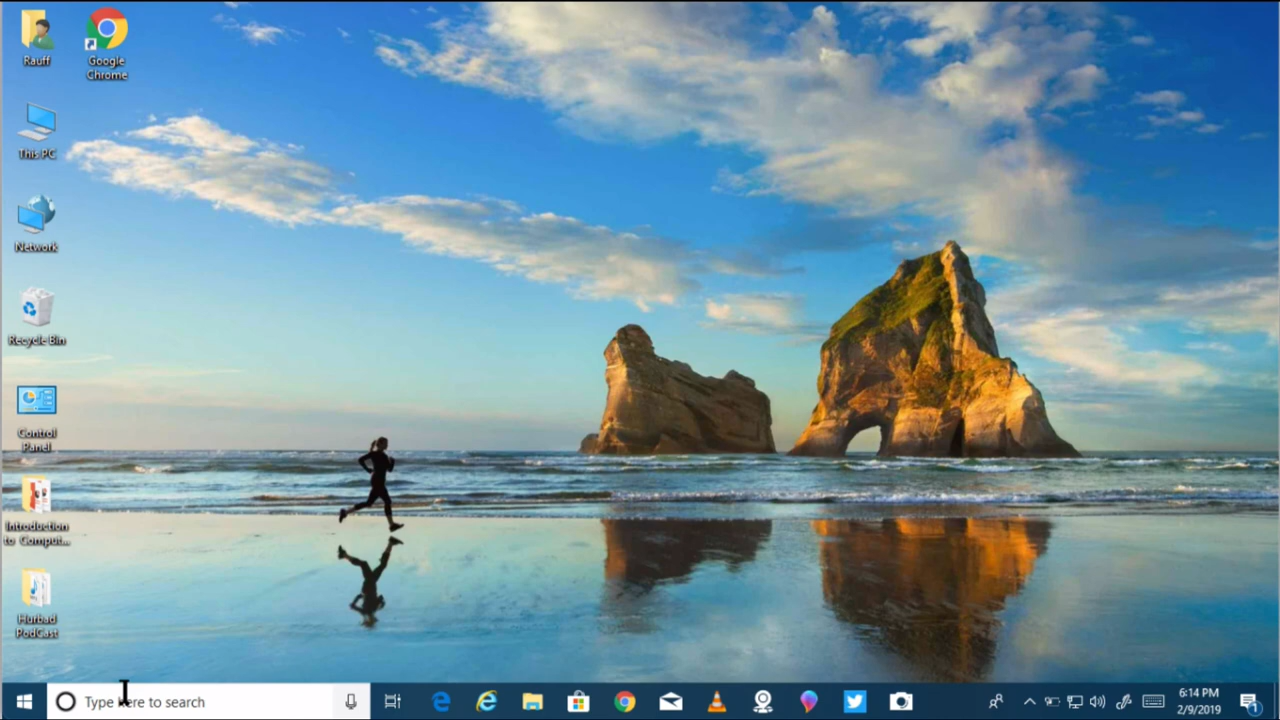 Rauff
Google
Chrome
This PC
Network
Recycle Bin
Control
Panel
Introduction
to Comput...
Hurbad
PodCast
Type here to search
6:14 PM
2/9/2019
1